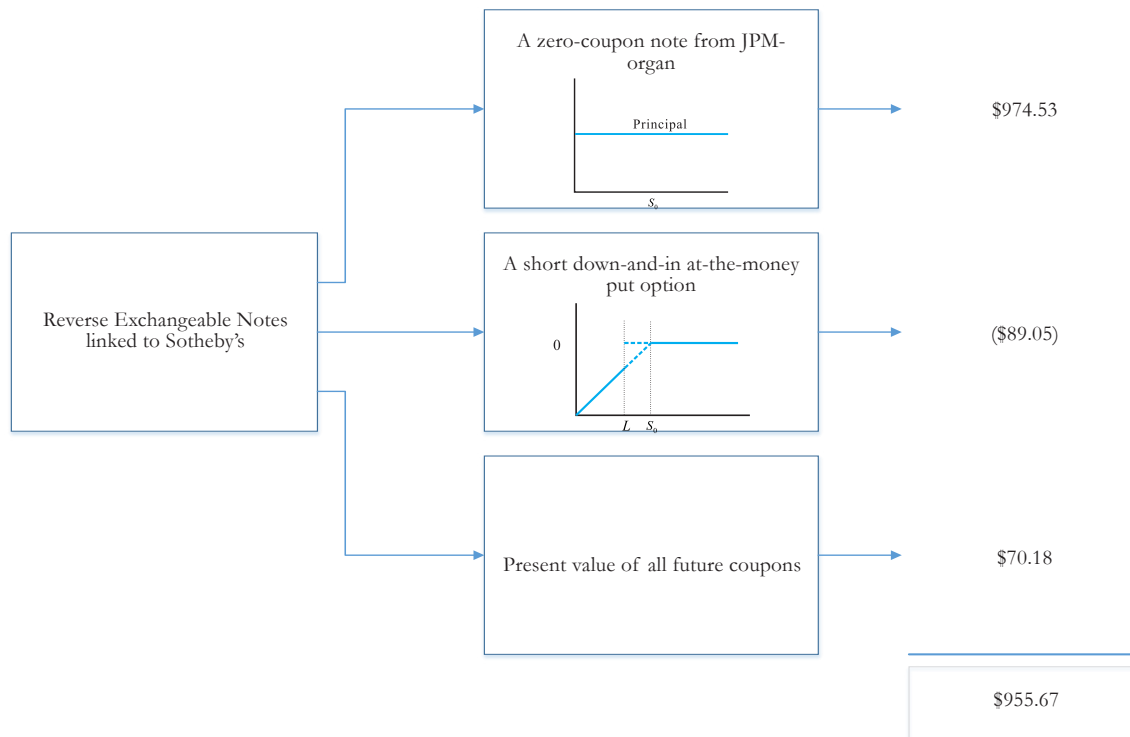 A zero-coupon note from JPM-
organ
Principal
S₀
$974.53
Reverse Exchangeable Notes
linked to Sotheby's
A short down-and-in at-the-money
put option
0
L S₀
($89.05)
Present value of all future coupons
$70.18
$955.67